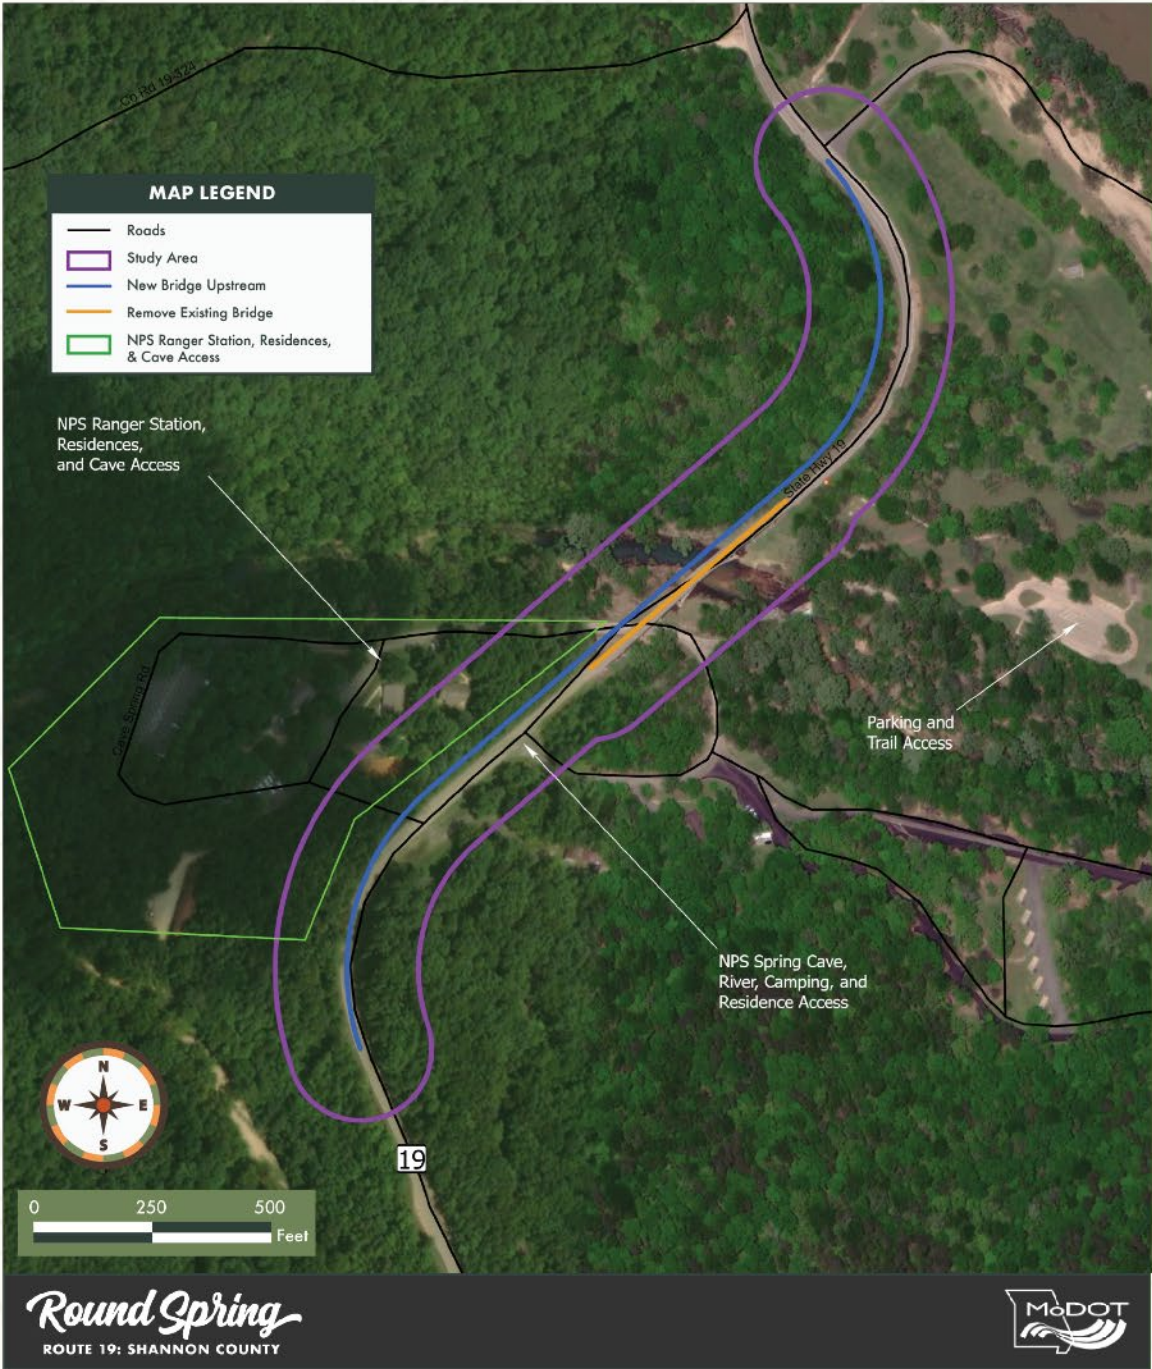 Co Rd 19-324
MAP LEGEND
Roads
Study Area
New Bridge Upstream
Remove Existing Bridge
NPS Ranger Station, Residences,
& Cave Access
NPS Ranger Station,
Residences,
and Cave Access
State Hwy 19
Cave Spring Rd
Parking and
Trail Access
NPS Spring Cave,
River, Camping, and
Residence Access
N
W E
S
19
0 250 500
Feet
Round Spring
ROUTE 19: SHANNON COUNTY
MoDOT